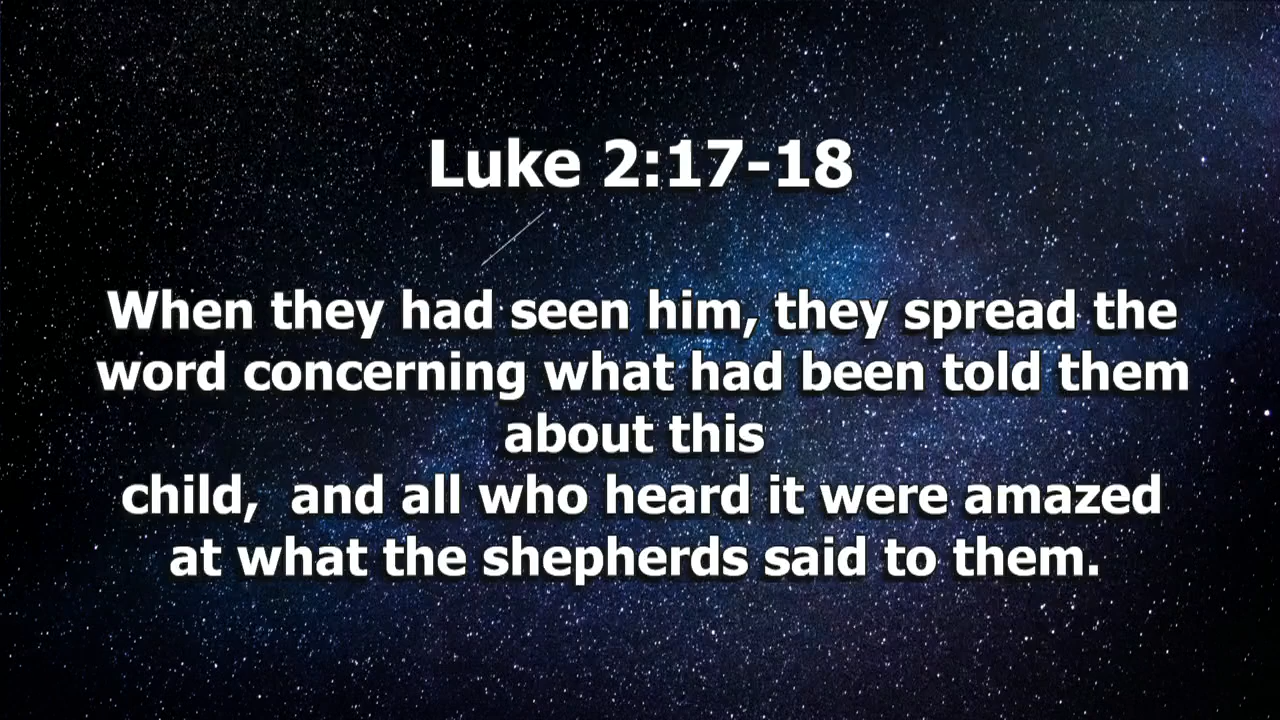 Luke 2:17-18
When they had seen him, they spread the
word concerning what had been told them
about this
child,  and all who heard it were amazed
at what the shepherds said to them.